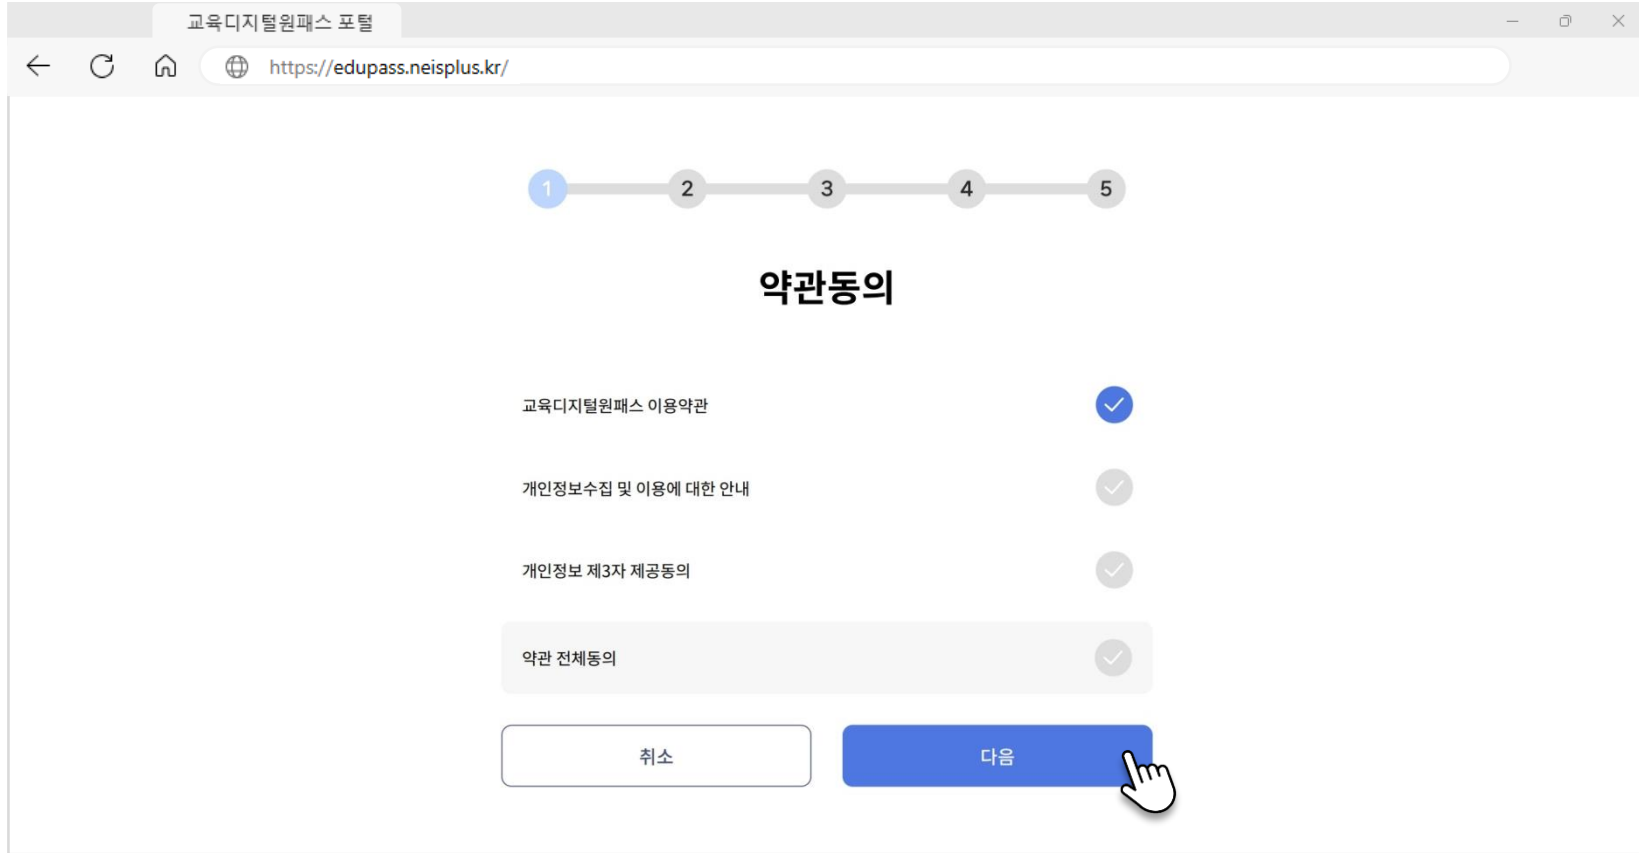 교육디지털원패스 포털
https://edupass.neisplus.kr/
1 2 3 4 5
약관동의
교육디지털원패스 이용약관
개인정보수집 및 이용에 대한 안내
개인정보 제3자 제공동의
약관 전체동의
취소 다음